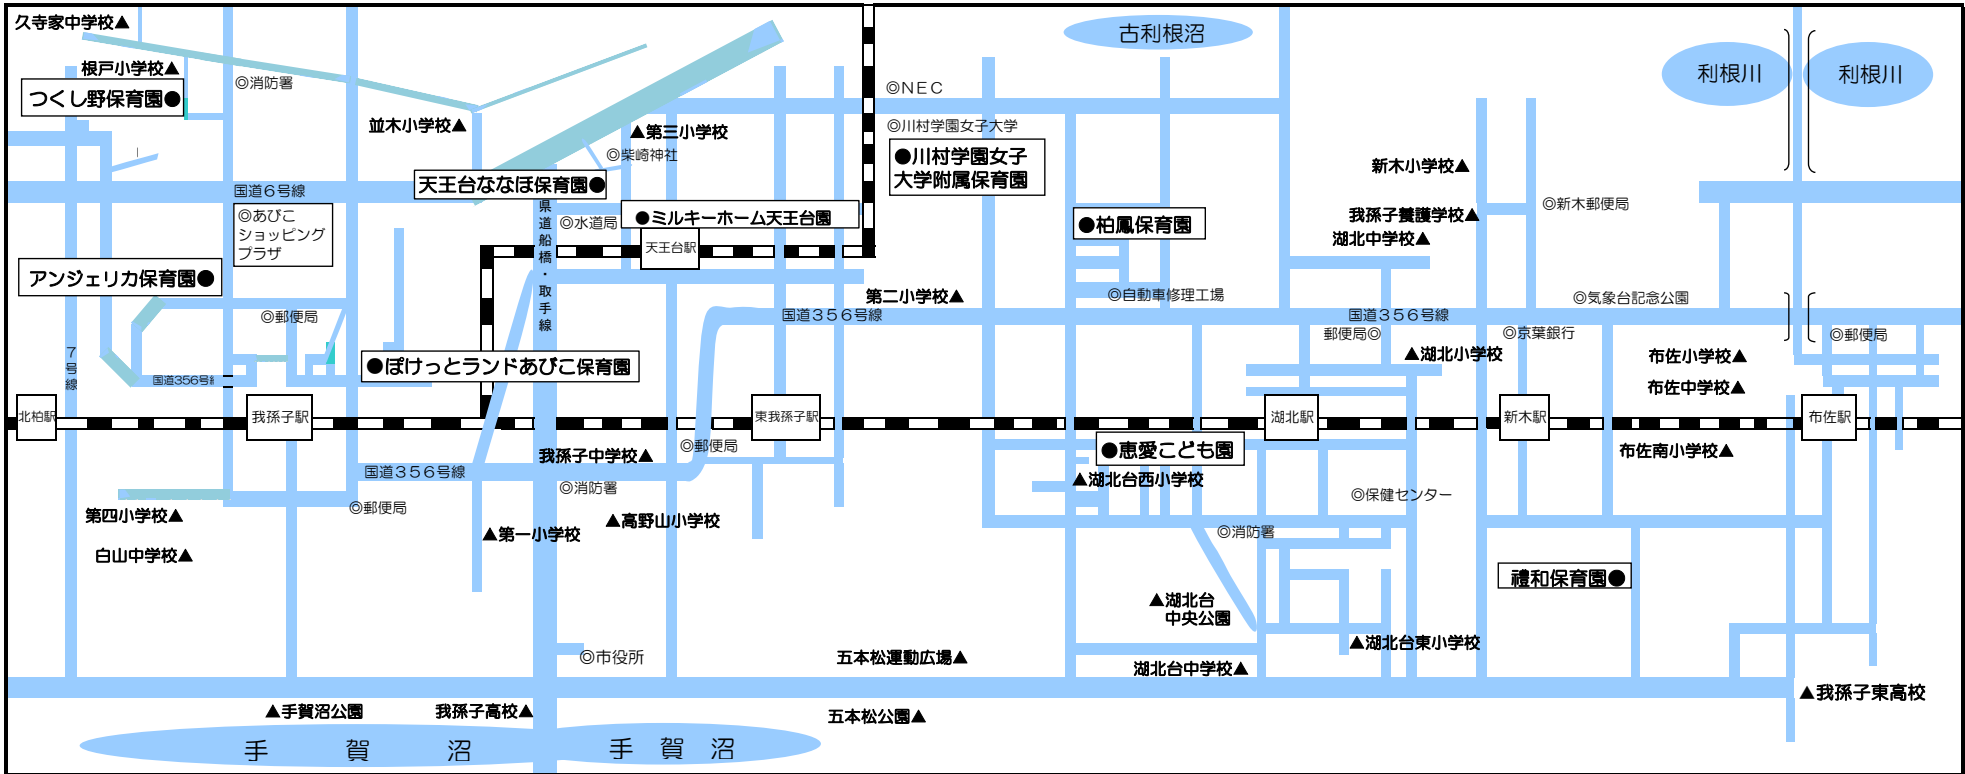 久寺家中学校▲
根戸小学校▲
つくし野保育園●
◎消防署
並木小学校▲
▲第三小学校
◎柴崎神社
天王台ななほ保育園●
国道６号線
◎あびこ
ショッピング
プラザ
アンジェリカ保育園●
◎郵便局
県道船橋・取手線
◎水道局
●ミルキーホーム天王台園
天王台駅
◎ＮＥＣ
◎川村学園女子大学
●川村学園女子
大学附属保育園
古利根沼
利根川
利根川
新木小学校▲
我孫子養護学校▲
湖北中学校▲
◎新木郵便局
●柏鳳保育園
◎自動車修理工場
第二小学校▲
国道３５６号線
国道３５６号線
◎気象台記念公園
郵便局◎
◎京葉銀行
◎郵便局
▲湖北小学校
布佐小学校▲
布佐中学校▲
７号線
国道356号線
●ぽけっとランドあびこ保育園
北柏駅
我孫子駅
東我孫子駅
湖北駅
新木駅
布佐駅
◎郵便局
我孫子中学校▲
国道３５６号線
◎消防署
◎郵便局
●恵愛こども園
▲湖北台西小学校
布佐南小学校▲
◎保健センター
第四小学校▲
白山中学校▲
▲第一小学校
▲高野山小学校
◎消防署
禮和保育園●
▲湖北台
中央公園
▲湖北台東小学校
◎市役所
五本松運動広場▲
湖北台中学校▲
▲我孫子東高校
▲手賀沼公園
我孫子高校▲
五本松公園▲
手賀沼
手賀沼